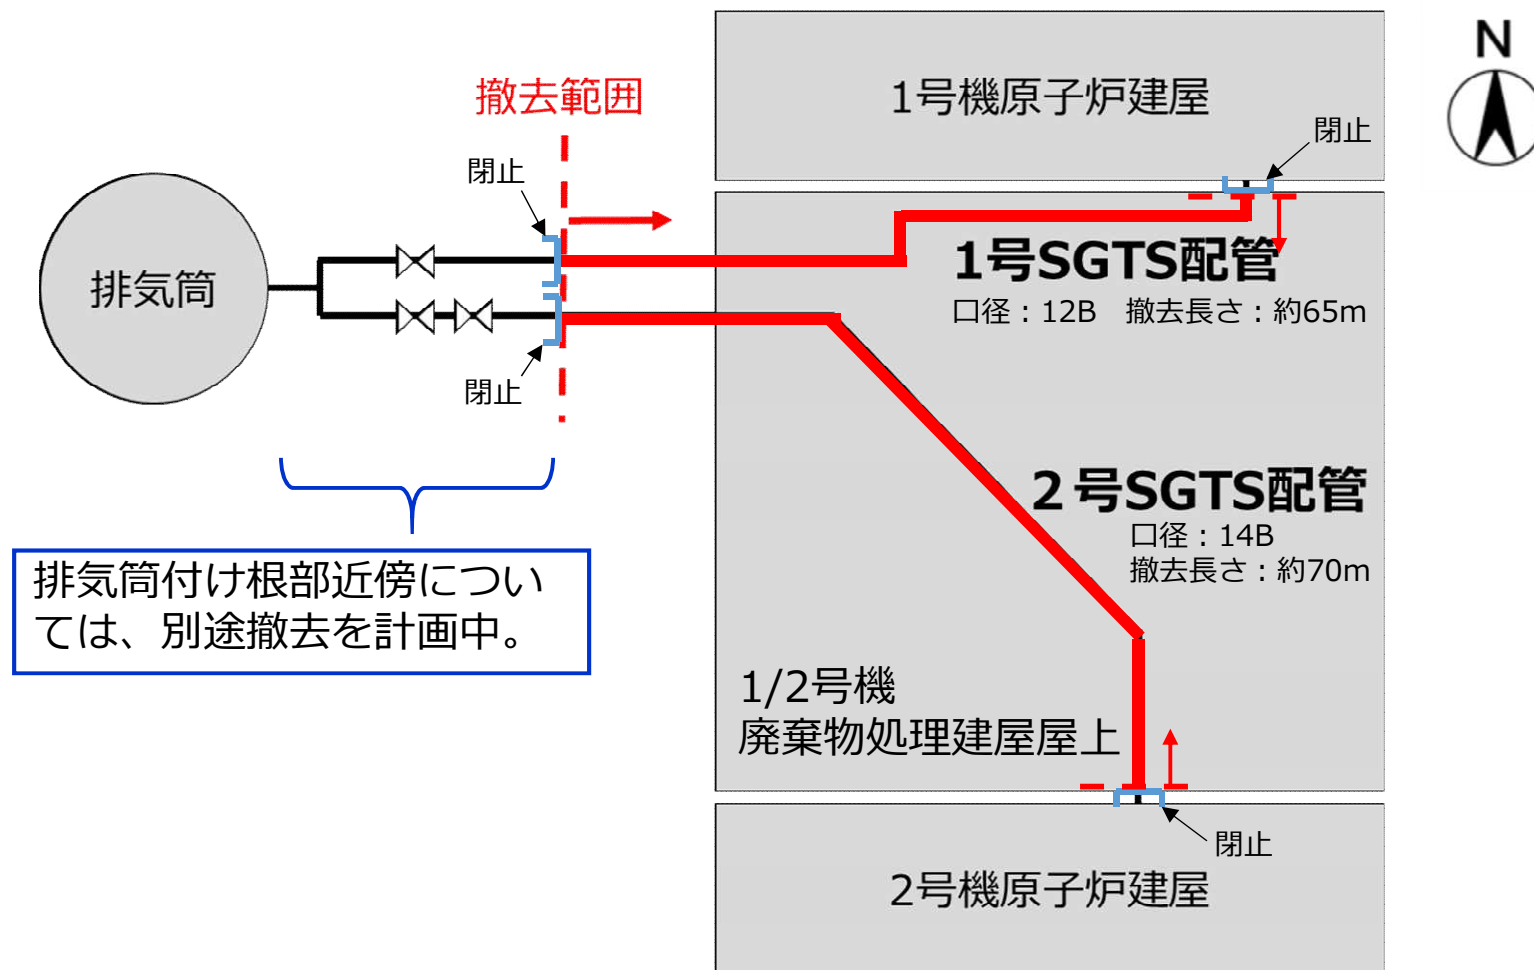 N
1号機原子炉建屋
撤去範囲
閉止
閉止
1号SGTS配管
口径：12B　撤去長さ：約65m
排気筒
閉止
２号SGTS配管
口径：14B
撤去長さ：約70m
排気筒付け根部近傍につい
ては、別途撤去を計画中。
1/2号機
廃棄物処理建屋屋上
閉止
2号機原子炉建屋